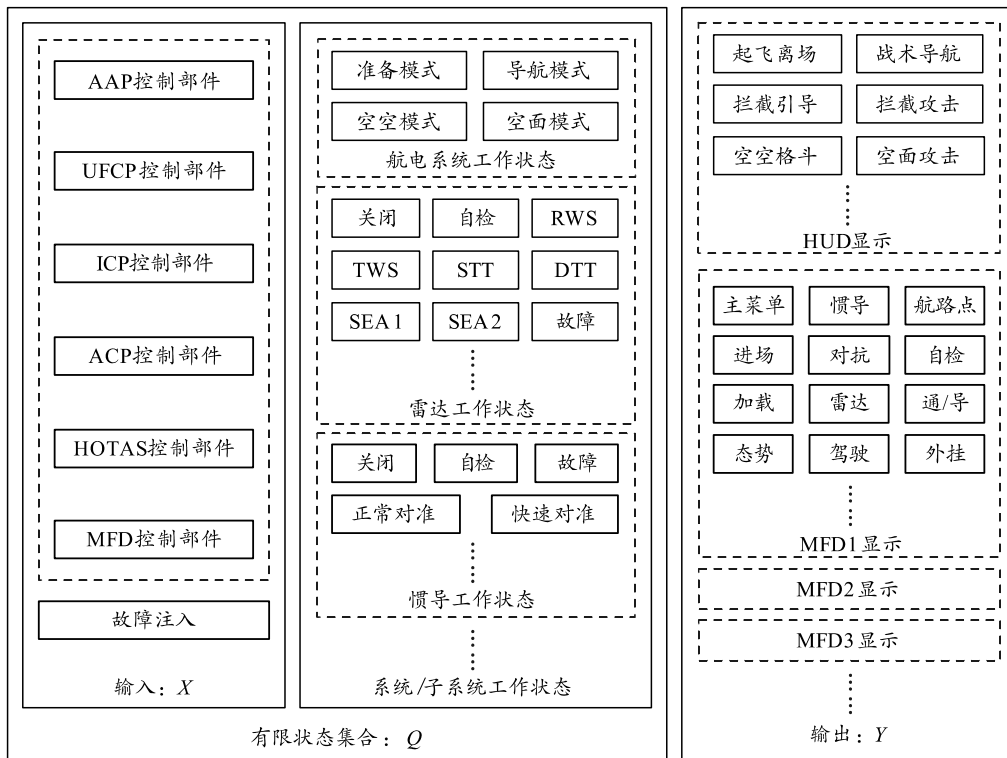 AAP控制部件
UFCP控制部件
ICP控制部件
ACP控制部件
HOTAS控制部件
MFD控制部件
故障注入
输入：X
准备模式 导航模式
空空模式 空面模式
航电系统工作状态
关闭 自检 RWS
TWS STT DTT
SEA1 SEA2 故障
雷达工作状态
关闭 自检 故障
正常对准 快速对准
惯导工作状态
系统/子系统工作状态
有限状态集合：Q
起飞离场 战术导航
拦截引导 拦截攻击
空空格斗 空面攻击
HUD显示
主菜单 惯导 航路点
进场 对抗 自检
加载 雷达 通/导
态势 驾驶 外挂
MFD1显示
MFD2显示
MFD3显示
输出：Y